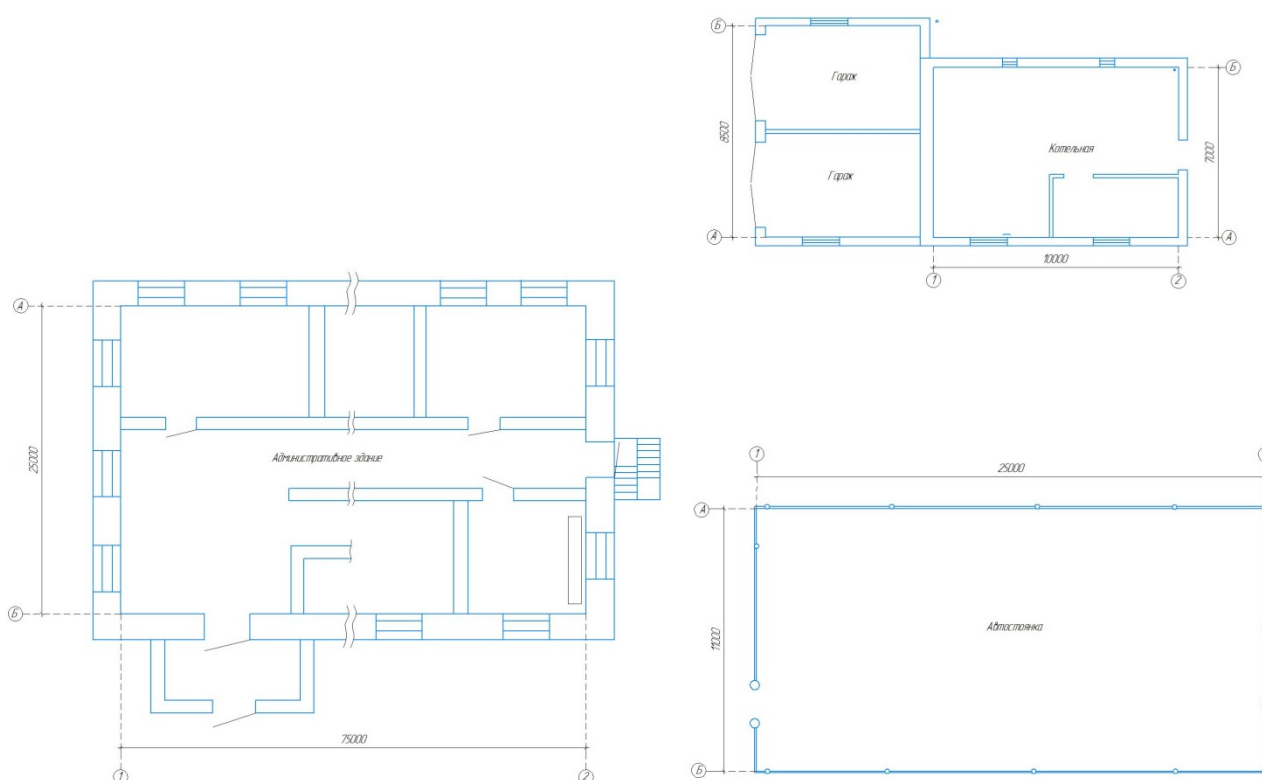 Б
Гараж
Б
8500
Котельная
7000
Гараж
А
А
10000
1
2
А
25000
Административное здание
Б
75000
1
2
1
25000
А
11000
Автостоянка
Б